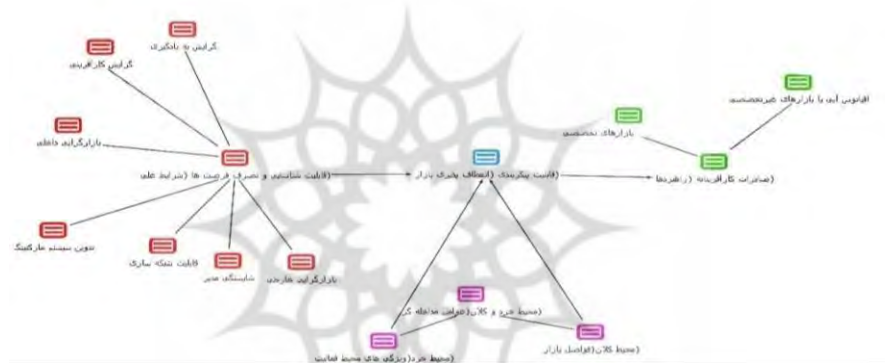 گرایش به یادگیری
گرایش کارآفرینی
بازارگرایی داخلی
(قابلیت شناسایی و تصرف فرصت ها (شرایط علی
تدوین سیستم مارکتینگ
قابلیت شبکه سازی
شایستگی مدیر
بازارگرایی خارجی
(قابلیت پیکربندی (انعطاف پذیری بازار
بازارهای تخصصی
اقیانوس آبی یا بازارهای غیرتخصصی
(صادرات کارآفرینانه (راهبردها
(محیط خرد و کلان(عوامل مداخله گر
(محیط خرد(ویژگی های محیط فعالیت
(محیط کلان(فواصل بازار